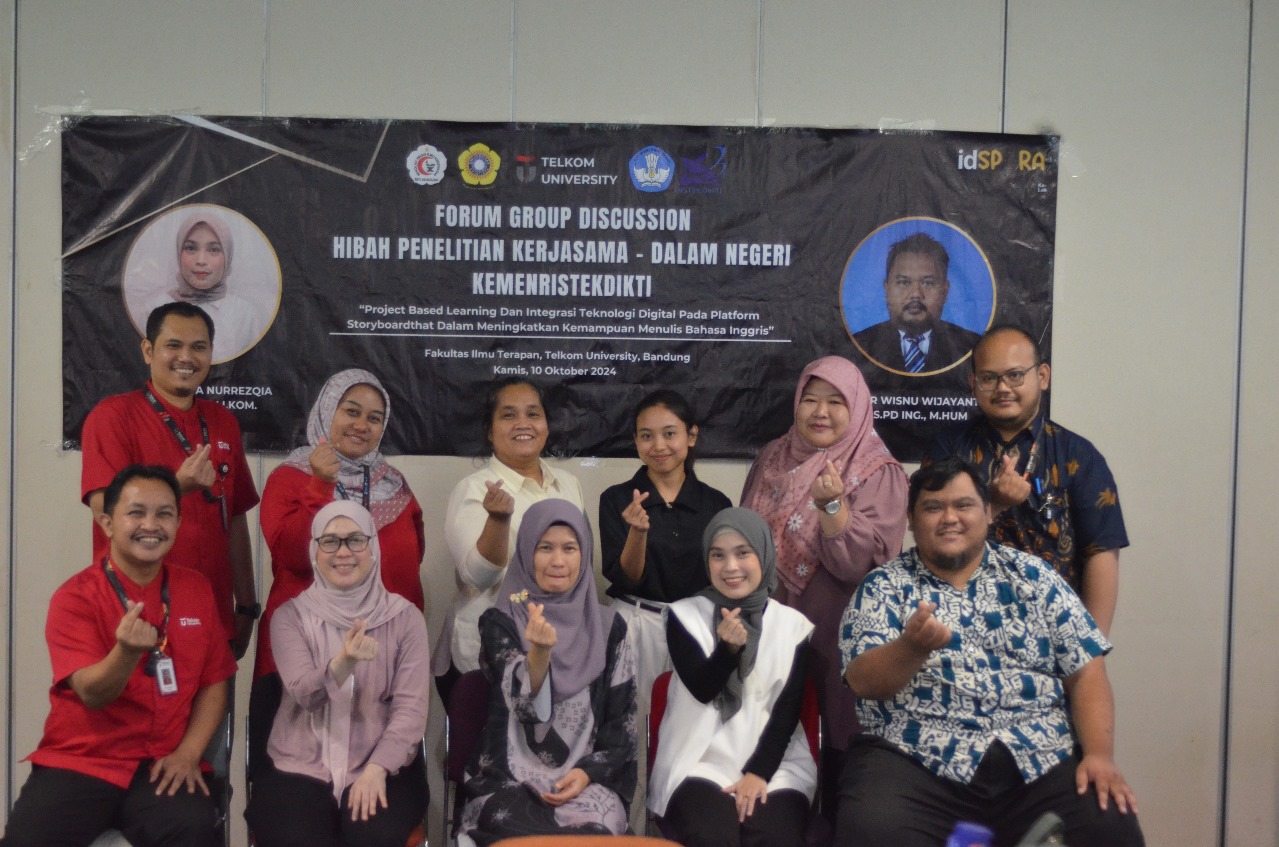 TELKOM
UNIVERSITY
idSP RA
FORUM GROUP DISCUSSION
HIBAH PENELITIAN KERJASAMA - DALAM NEGERI
KEMENRISTEKDIKTI
“Project Based Learning Dan Integrasi Teknologi Digital Pada Platform
Storyboardthat Dalam Meningkatkan Kemampuan Menulis Bahasa Inggris”
Fakultas Ilmu Terapan, Telkom University, Bandung
Kamis, 10 Oktober 2024
A NURREZQIA
.KOM.
R WISNU WIJAYANT
S.PD ING., M.HUM